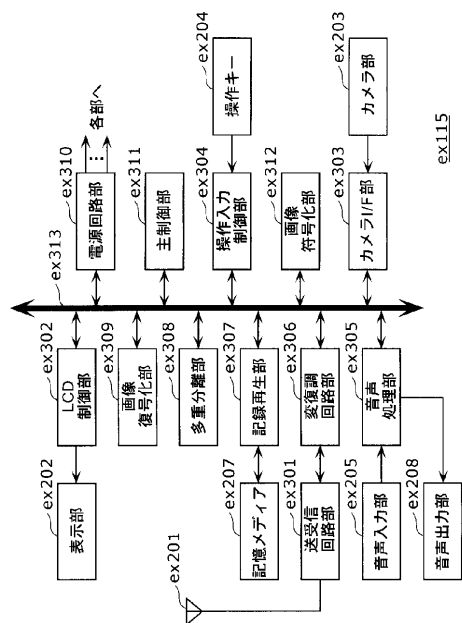 ex115
ex313
ex202
表示部
ex302
LCD
制御部
ex309
画像
復号化部
ex308
多重分離部
ex207
記憶メディア
ex307
記録再生部
ex201
ex301
送受信
回路部
ex306
変復調
回路部
ex205
音声入力部
ex305
音声
処理部
ex208
音声出力部
ex310
電源回路部
各部へ
ex311
主制御部
ex304
操作入力
制御部
ex204
操作キー
ex312
画像
符号化部
ex303
カメラI/F部
ex203
カメラ部